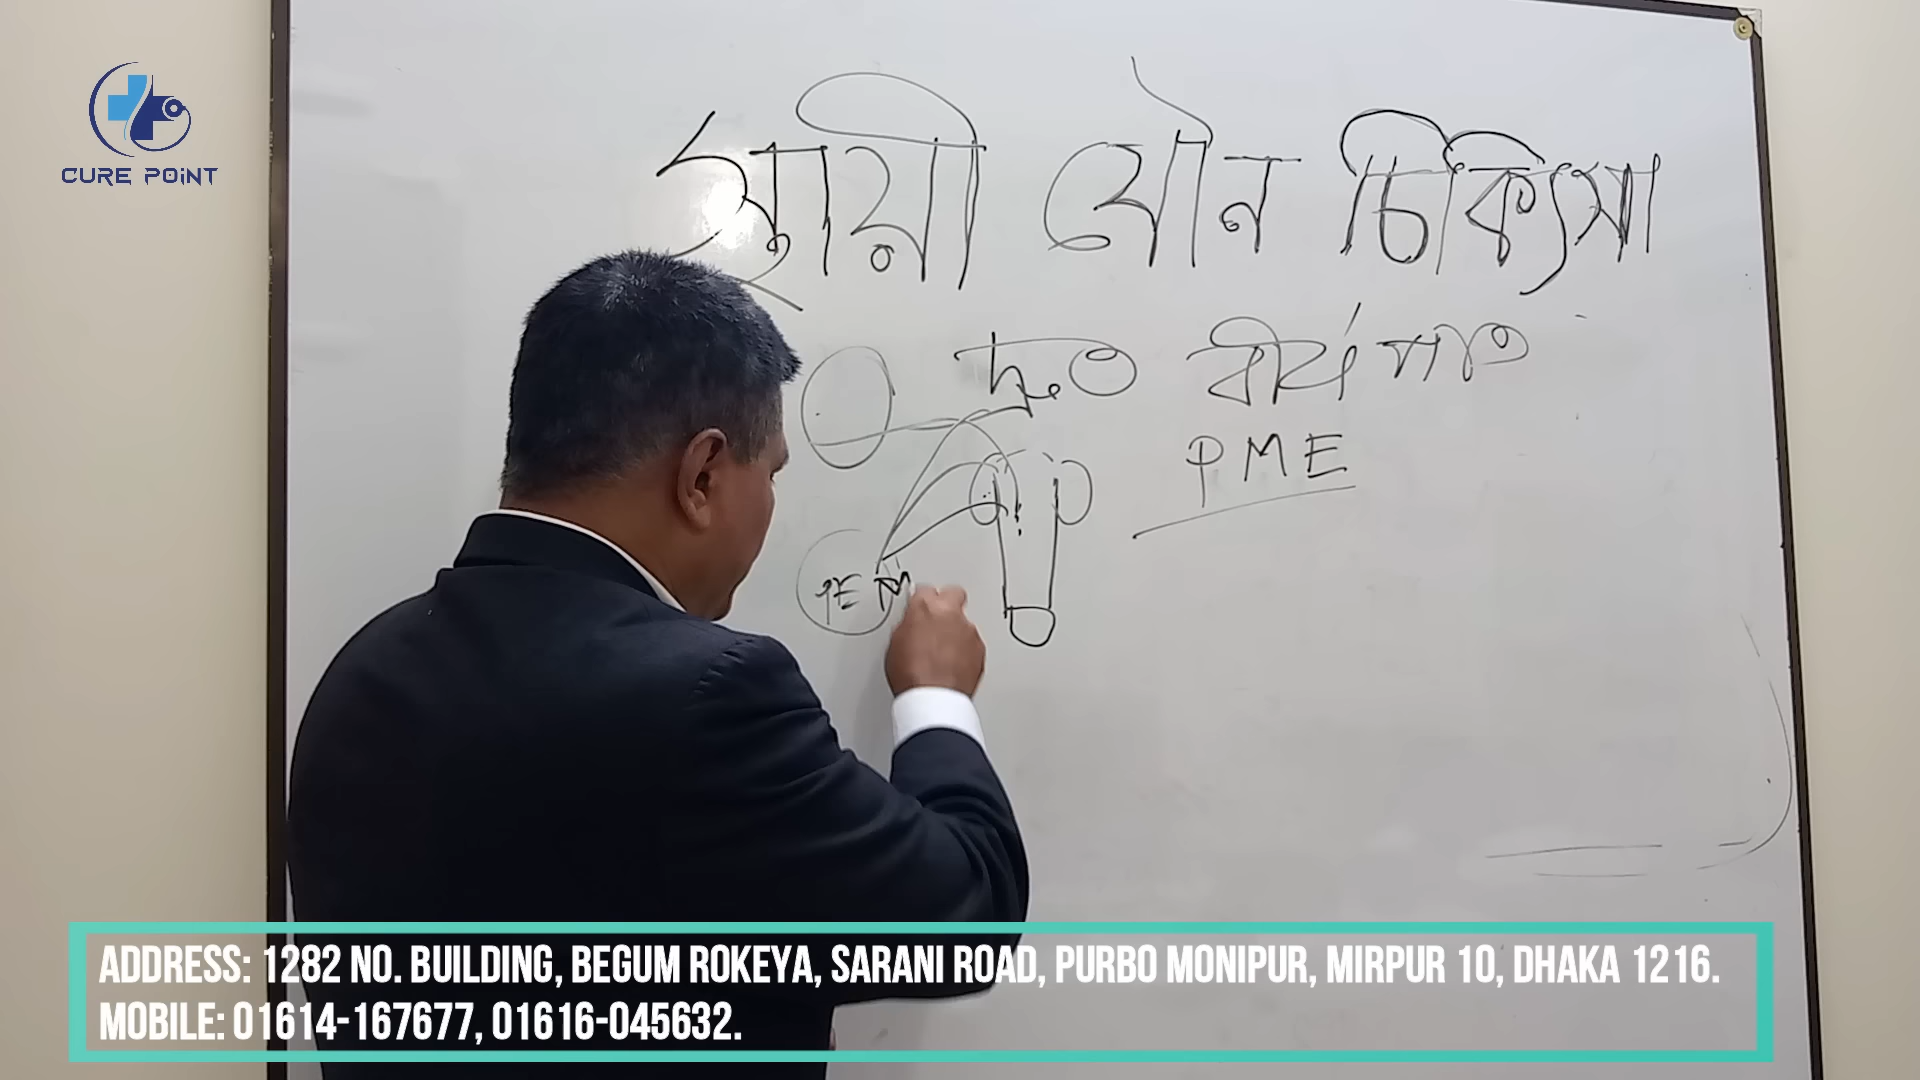 CURE POINT
স্থায়ী যৌন চিকিৎসা
দ্রুত বীর্যপাত
PME
ADDRESS: 1282 NO. BUILDING, BEGUM ROKEYA, SARANI ROAD, PURBO MONIPUR, MIRPUR 10, DHAKA 1216.
MOBILE: 01614-167677, 01616-045632.